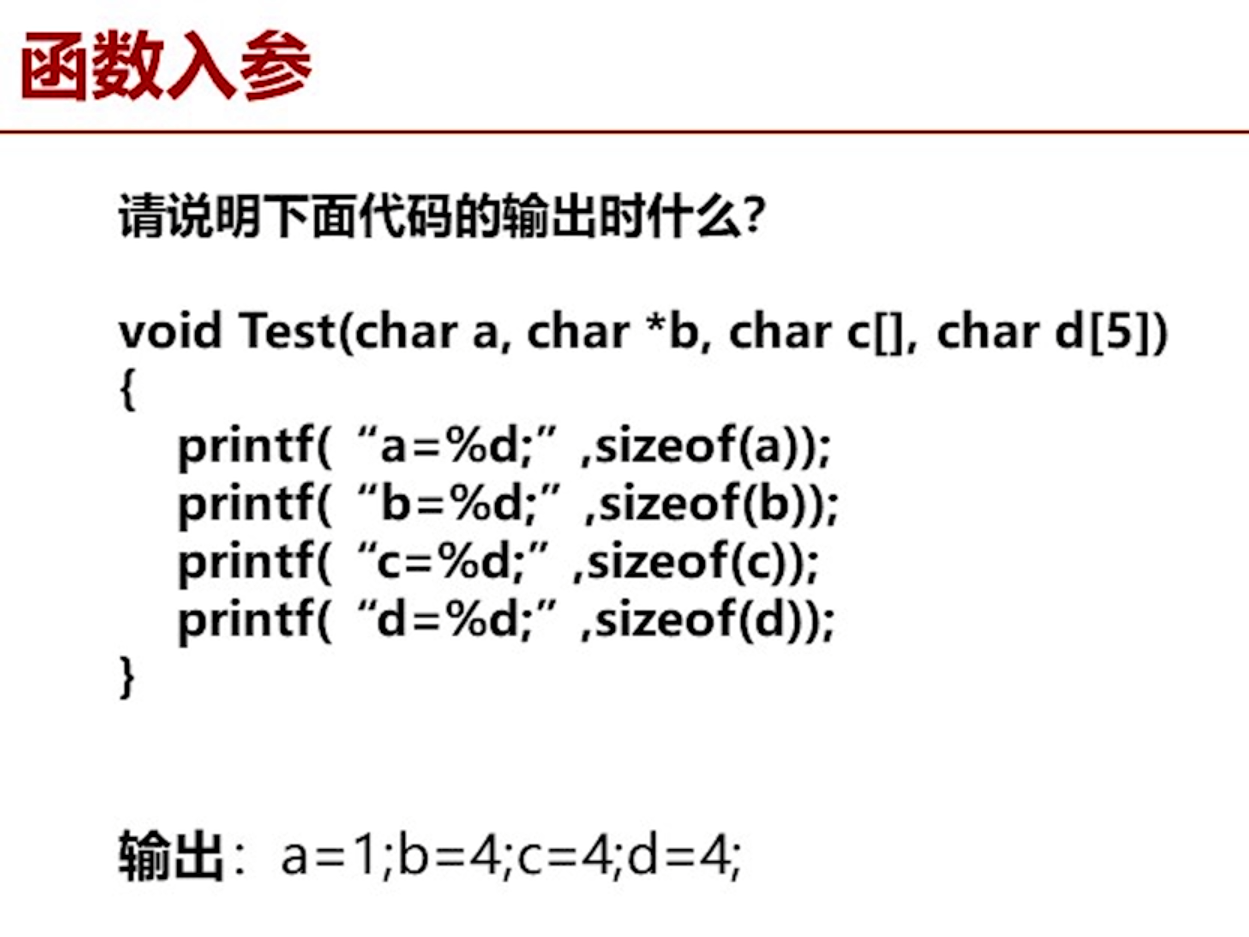 函数入参
请说明下面代码的输出时什么？
void Test(char a, char *b, char c[], char d[5])
{
printf( “a=%d;” ,sizeof(a));
printf( “b=%d;” ,sizeof(b));
printf( “c=%d;” ,sizeof(c));
printf( “d=%d;” ,sizeof(d));
}
输出：a=1;b=4;c=4;d=4;